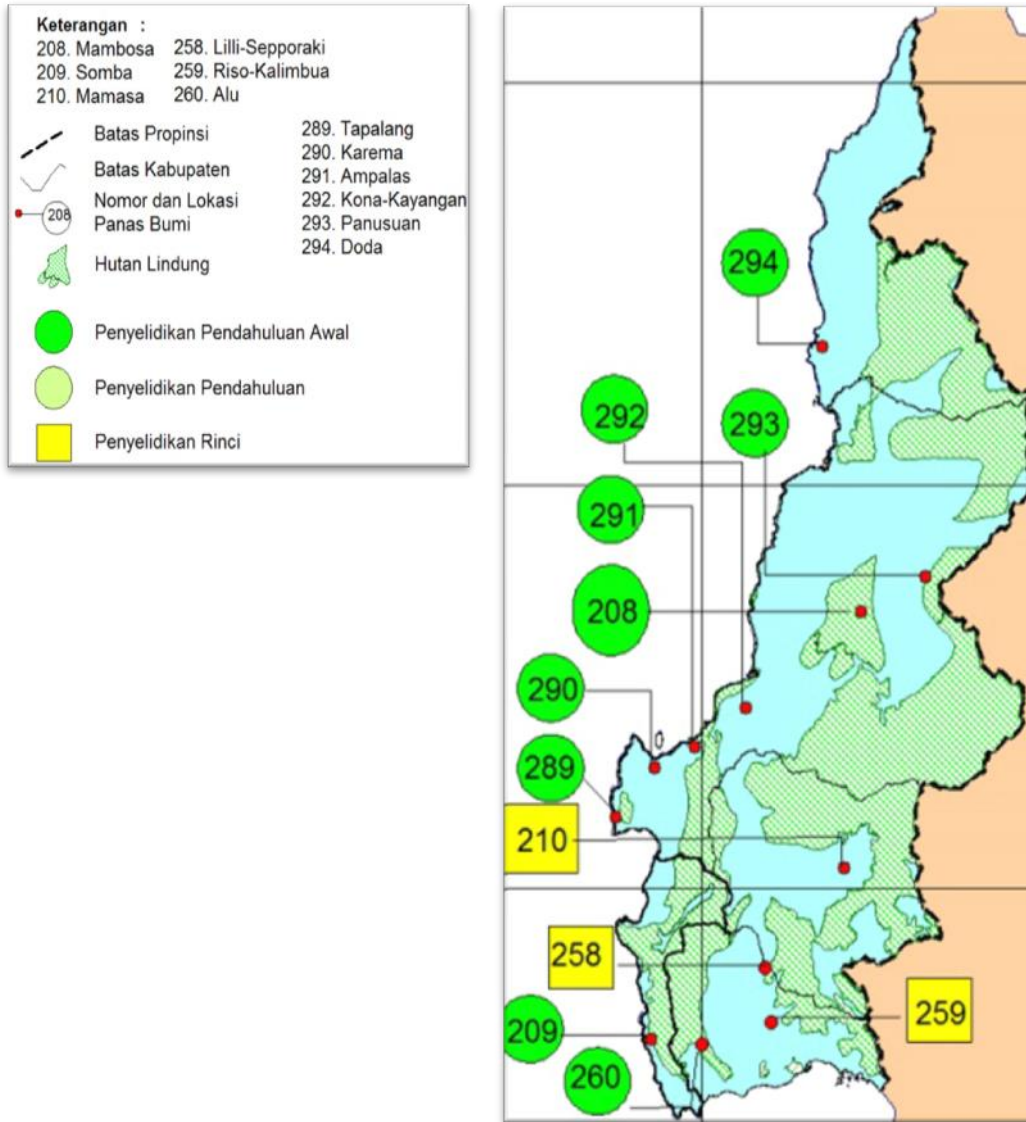 Keterangan :
208. Mambosa 258. Lilli-Sepporaki
209. Somba 259. Riso-Kalimbua
210. Mamasa 260. Alu
Batas Propinsi
Batas Kabupaten
208
Nomor dan Lokasi
Panas Bumi
Hutan Lindung
289. Tapalang
290. Karema
291. Ampalas
292. Kona-Kayangan
293. Panusuan
294. Doda
Penyelidikan Pendahuluan Awal
Penyelidikan Pendahuluan
Penyelidikan Rinci
294
292
293
291
208
290
289
210
258
259
209
260